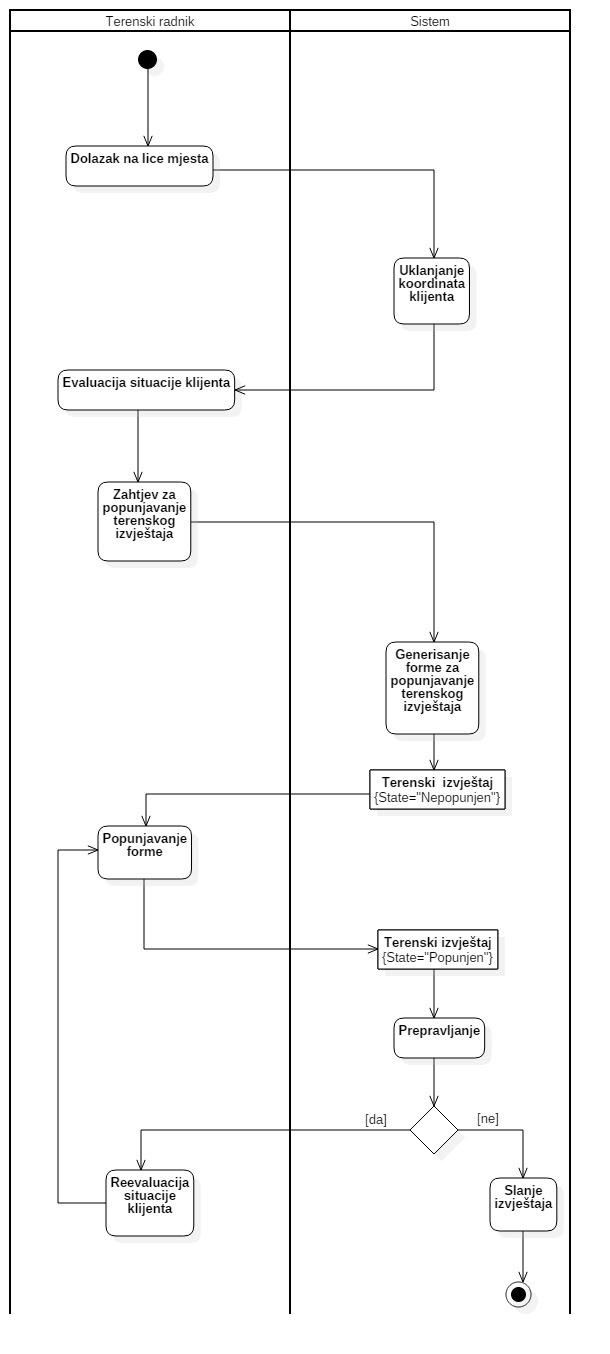 Terenski radnik
Sistem
Dolazak na lice mjesta
Uklanjanje
koordinata
klijenta
Evaluacija situacije klijenta
Zahtjev za
popunjavanje
terenskog
izvještaja
Generisanje
forme za
popunjavanje
terenskog
izvještaja
Terenski  izvještaj
{State="Nepopunjen"}
Popunjavanje
forme
Terenski izvještaj
{State="Popunjen"}
Prepravljanje
[da]
[ne]
Reevaluacija
situacije
klijenta
Slanje
izvještaja